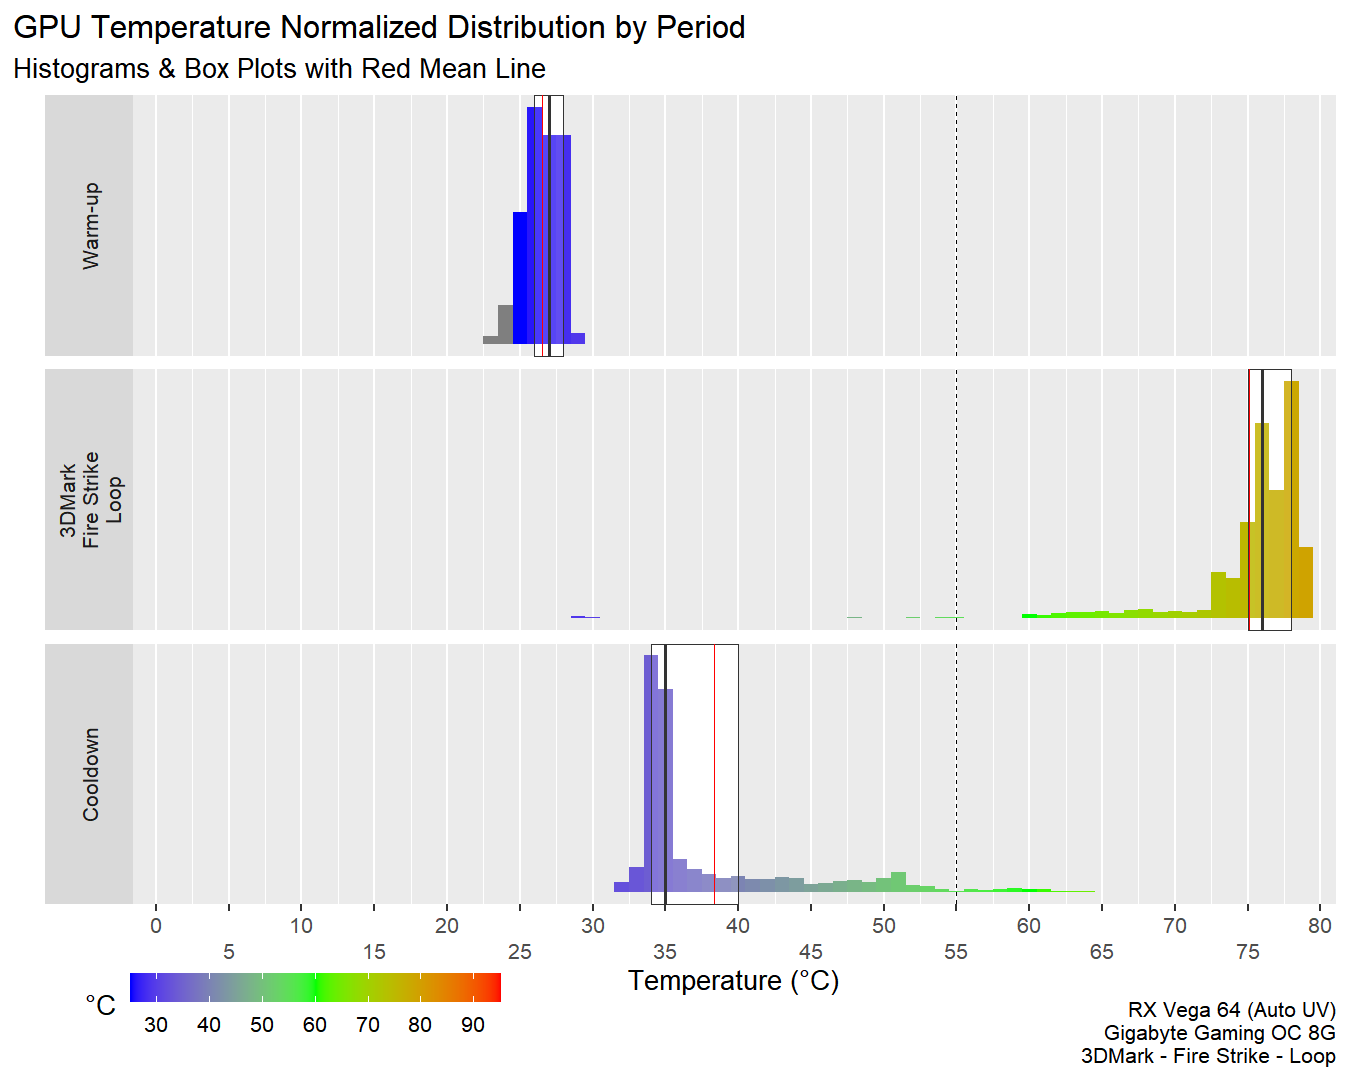 GPU Temperature Normalized Distribution by Period
Histograms & Box Plots with Red Mean Line
Warm-up
3DMark
Fire Strike
Loop
Cooldown
0 10 20 30 40 50 60 70 80
5 15 25 35 45 55 65 75
Temperature (°C)
°C
30 40 50 60 70 80 90
RX Vega 64 (Auto UV)
Gigabyte Gaming OC 8G
3DMark - Fire Strike - Loop